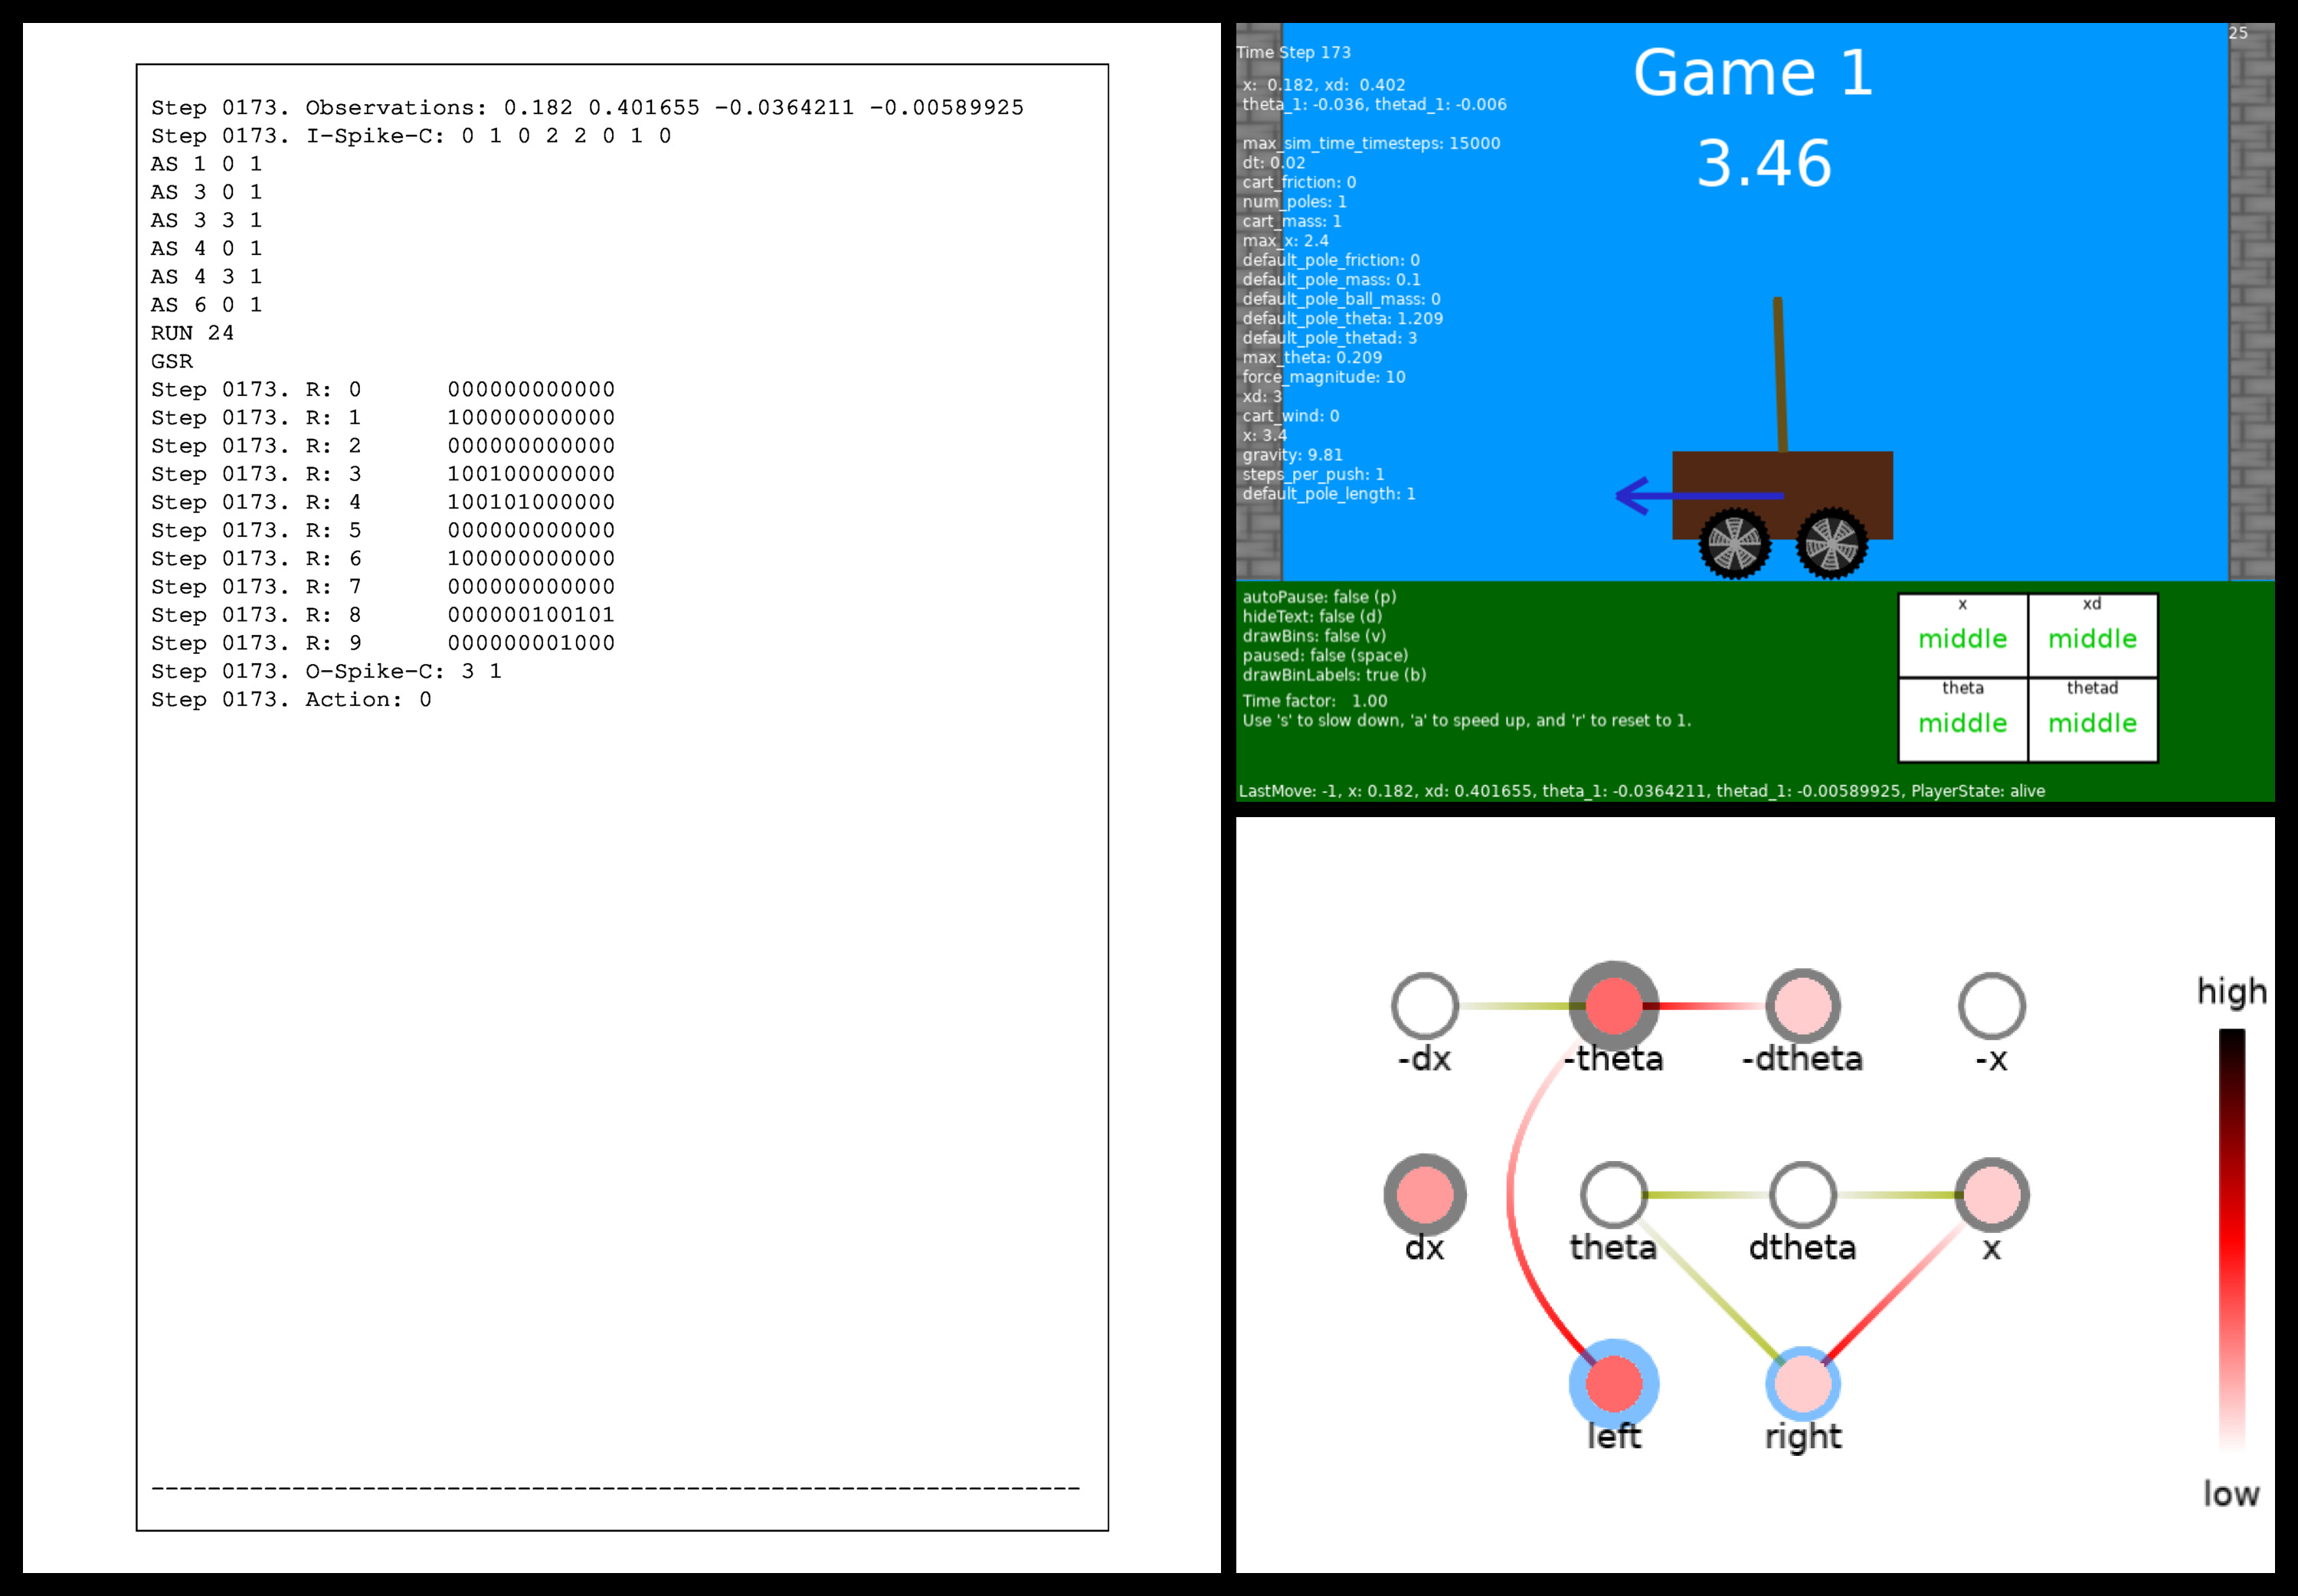 Step 0173. Observations: 0.182 0.401655 -0.0364211 -0.00589925
Step 0173. I-Spike-C: 0 1 0 2 2 0 1 0
AS 1 0 1
AS 3 0 1
AS 3 3 1
AS 4 0 1
AS 4 3 1
AS 6 0 1
RUN 24
GSR
Step 0173. R: 0 000000000000
Step 0173. R: 1 100000000000
Step 0173. R: 2 000000000000
Step 0173. R: 3 100100000000
Step 0173. R: 4 100101000000
Step 0173. R: 5 000000000000
Step 0173. R: 6 100000000000
Step 0173. R: 7 000000000000
Step 0173. R: 8 000000100101
Step 0173. R: 9 000000001000
Step 0173. O-Spike-C: 3 1
Step 0173. Action: 0
------------------------------------------------------------------
25
Time Step 173
Game 1
3.46
x: 0.182, xd: 0.402
theta_1: -0.036, thetad_1: -0.006
max_sim_time_timesteps: 15000
dt: 0.02
cart_friction: 0
num_poles: 1
cart_mass: 1
max_x: 2.4
default_pole_friction: 0
default_pole_mass: 0.1
default_pole_ball_mass: 0
default_pole_theta: 1.209
default_pole_thetad: 3
max_theta: 0.209
force_magnitude: 10
xd: 3
cart_wind: 0
x: 3.4
gravity: 9.81
steps_per_push: 1
default_pole_length: 1
autoPause: false (p)
hideText: false (d)
drawBins: false (v)
paused: false (space)
drawBinLabels: true (b)
Time factor: 1.00
Use 's' to slow down, 'a' to speed up, and 'r' to reset to 1.
x xd
middle middle
theta thetad
middle middle
LastMove: -1, x: 0.182, xd: 0.401655, theta_1: -0.0364211, thetad_1: -0.00589925, PlayerState: alive
-dx -theta -dtheta -x
dx theta dtheta x
left right
high
low